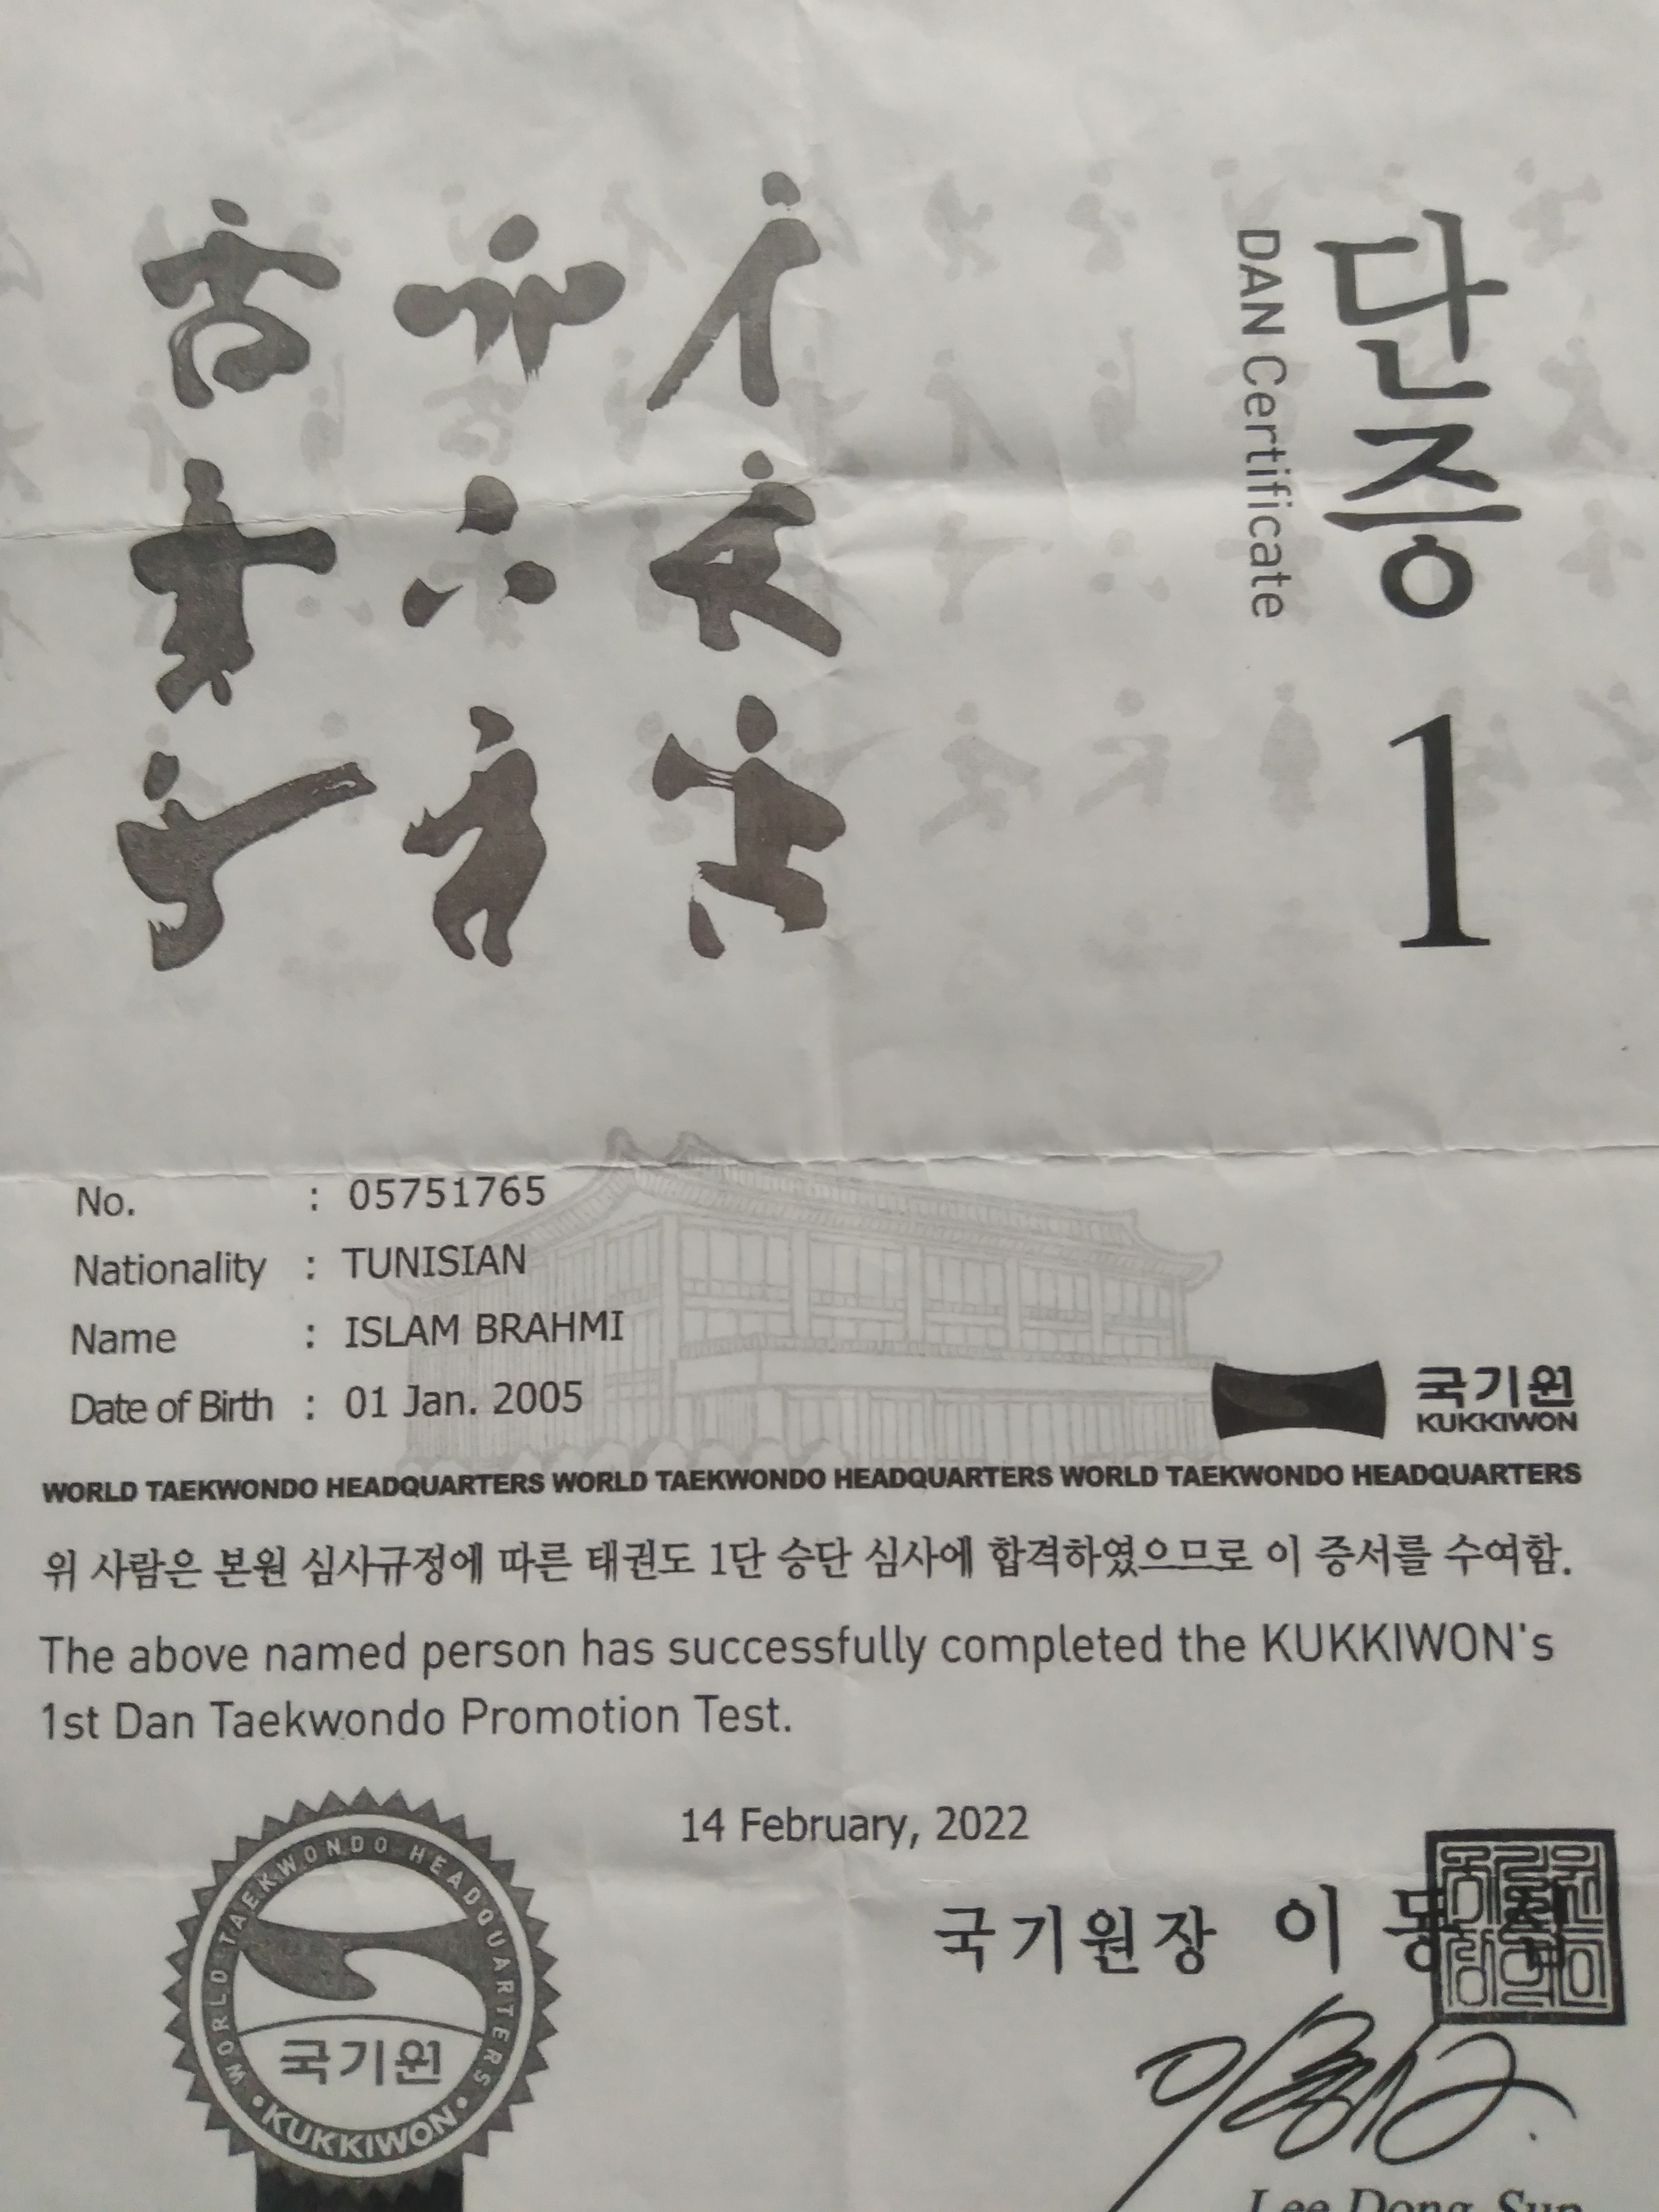 단증 1
DAN Certificate
No. : 05751765
Nationality : TUNISIAN
Name : ISLAM BRAHMI
Date of Birth : 01 Jan. 2005
국기원
KUKKIWON
WORLD TAEKWONDO HEADQUARTERS WORLD TAEKWONDO HEADQUARTERS WORLD TAEKWONDO HEADQUARTERS
위 사람은 본원 심사규정에 따른 태권도 1단 승단 심사에 합격하였으므로 이 증서를 수여함.
The above named person has successfully completed the KUKKIWON's
1st Dan Taekwondo Promotion Test.
14 February, 2022
WORLD TAEKWONDO HEADQUARTERS
국기원
• KUKKIWON •
국기원장 이 동
Lee Dong-Sup